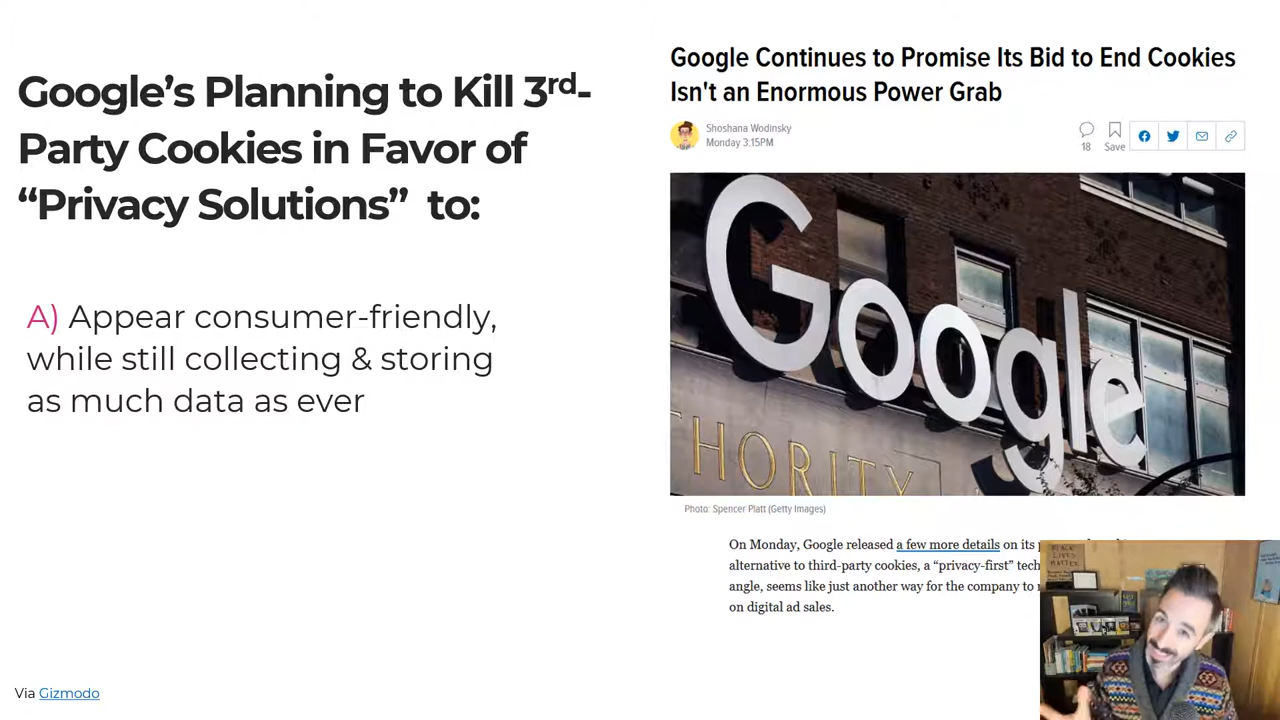 Google’s Planning to Kill 3rd-
Party Cookies in Favor of
“Privacy Solutions” to:
A) Appear consumer-friendly,
while still collecting & storing
as much data as ever
Via Gizmodo
Google Continues to Promise Its Bid to End Cookies
Isn't an Enormous Power Grab
Shoshana Wodinsky
Monday 3:15PM
18
Save
Google
THORITY
Photo: Spencer Platt (Getty Images)
On Monday, Google released a few more details on its
alternative to third-party cookies, a “privacy-first” tech
angle, seems like just another way for the company to
on digital ad sales.
BLACK
LIVES
MATTER